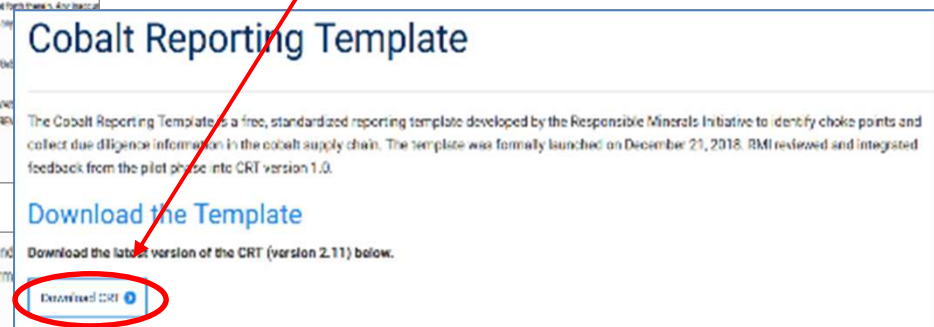 Cobalt Reporting Template
The Cobalt Reporting Template is a free, standardized reporting template developed by the Responsible Minerals Initiative to identify choke points and
collect due diligence information in the cobalt supply chain. The template was formally launched on December 21, 2018. RMI reviewed and integrated
feedback from the pilot phase into CRT version 1.0.
Download the Template
Download the latest version of the CRT (version 2.11) below.
Download CRT